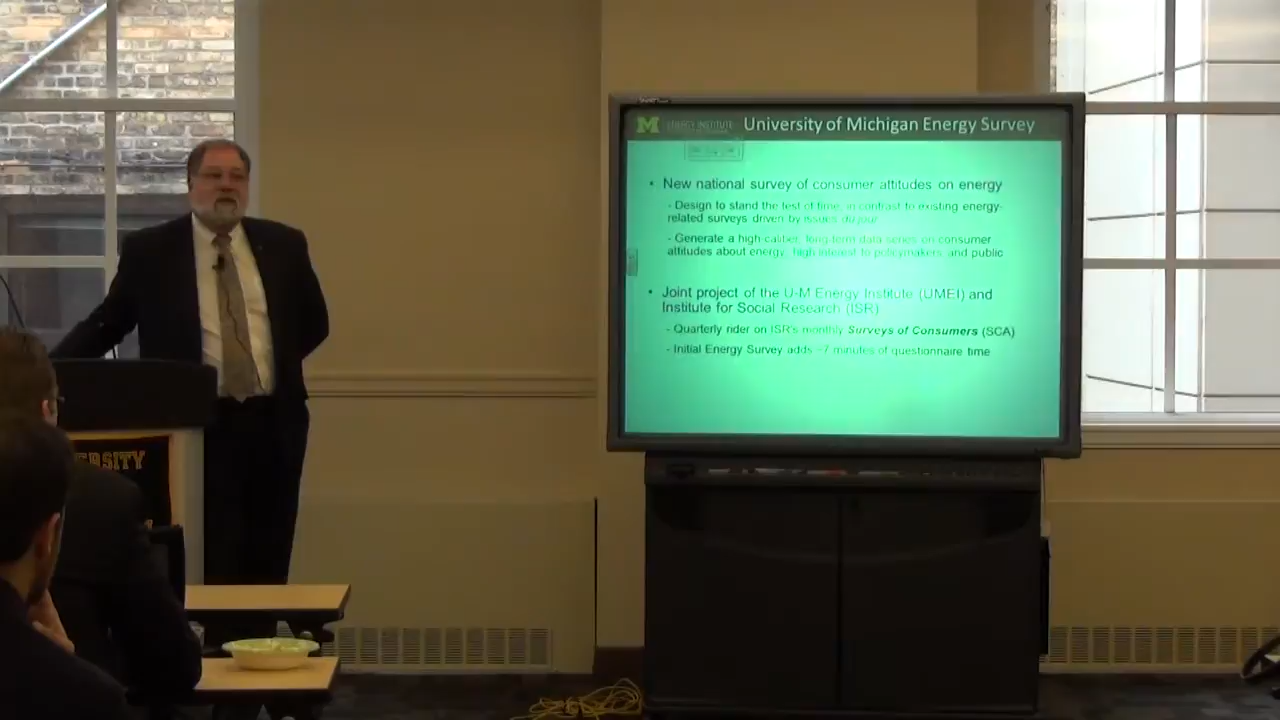 M ENERGY INSTITUTE University of Michigan Energy Survey
• New national survey of consumer attitudes on energy
- Design to stand the test of time, in contrast to existing energy-
related surveys driven by issues du jour
- Generate a high caliber, long-term data series on consumer
attitudes about energy, high interest to policymakers and public
• Joint project of the U-M Energy Institute (UMEI) and
Institute for Social Research (ISR)
- Quarterly rider on ISR's monthly Surveys of Consumers (SCA)
- Initial Energy Survey adds ~7 minutes of questionnaire time
ERSITY